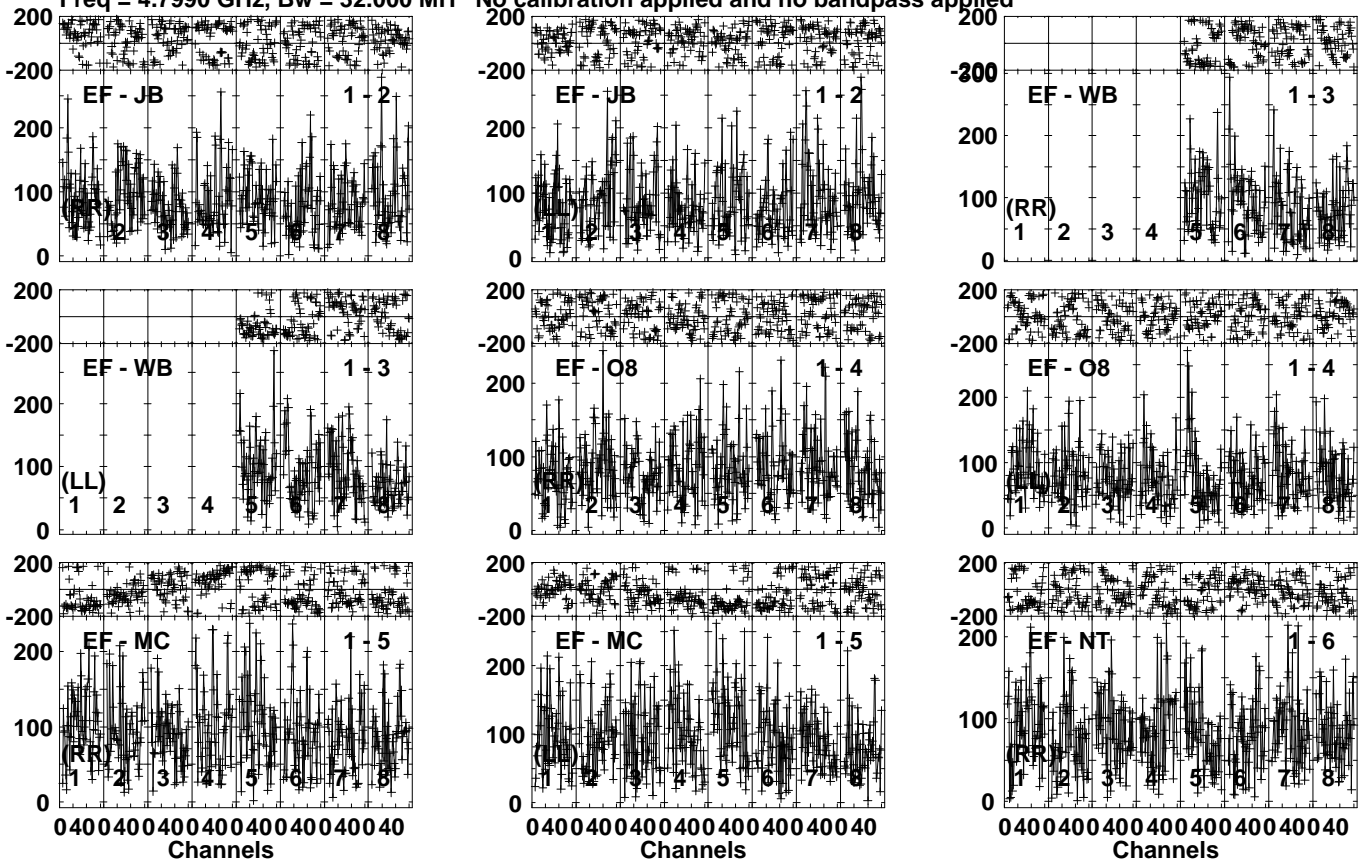 Freq = 4.7990 GHz, Bw = 32.000 MH No calibration applied and no bandpass applied
200 200 200
-200 -200 -200
300
EF - JB 1 - 2 EF - JB 1 - 2 EF - WB 1 - 3
200 200 200
100 100 100
(RR) (LL) (RR)
1 2 3 4 5 6 7 8 1 2 3 4 5 6 7 8 1 2 3 4 5 6 7 8
0 0 0
200 200 200
-200 -200 -200
EF - WB 1 - 3 EF - O8 1 - 4 EF - O8 1 - 4
200 200 200
100 100 100
(LL) (RR) (LL)
1 2 3 4 5 6 7 8 1 2 3 4 5 6 7 8 1 2 3 4 5 6 7 8
0 0 0
200 200 200
-200 -200 -200
EF - MC 1 - 5 EF - MC 1 - 5 EF - NT 1 - 6
200 200 200
100 100 100
(RR) (LL) (RR)
1 2 3 4 5 6 7 8 1 2 3 4 5 6 7 8 1 2 3 4 5 6 7 8
0 0 0
0 40 0 40 0 40 0 40 0 40 0 40 0 40 0 40 0 40 0 40 0 40 0 40 0 40 0 40 0 40 0 40 0 40 0 40 0 40 0 40 0 40 0 40 0 40 0 40
Channels Channels Channels